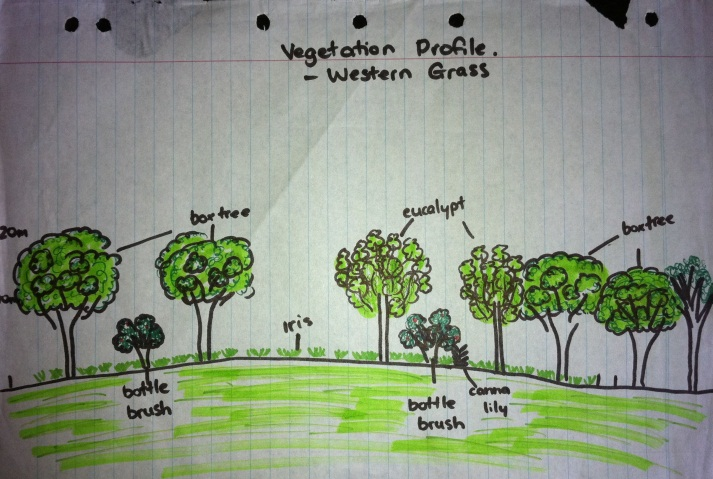 Vegetation Profile.
- Western Grass
20m
box tree
eucalypt
box tree
Iris
bottle
brush
bottle
brush
canna
lily